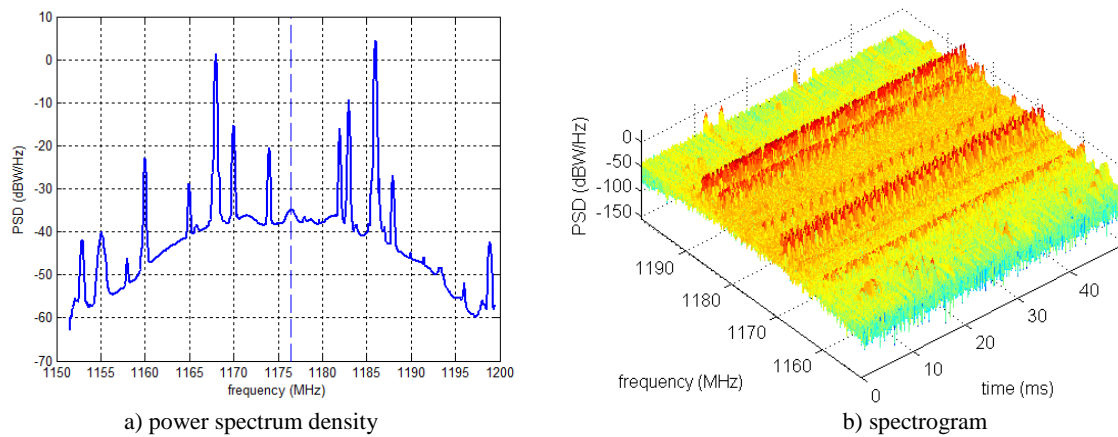 10
0
-10
-20
-30
-40
-50
-60
-70
1150 1155 1160 1165 1170 1175 1180 1185 1190 1195 1200
PSD (dBW/Hz)
frequency (MHz)
a) power spectrum density
0
-50
-100
-150
PSD (dBW/Hz)
1190
1180
1170
1160
frequency (MHz)
0
10
20
30
40
time (ms)
b) spectrogram